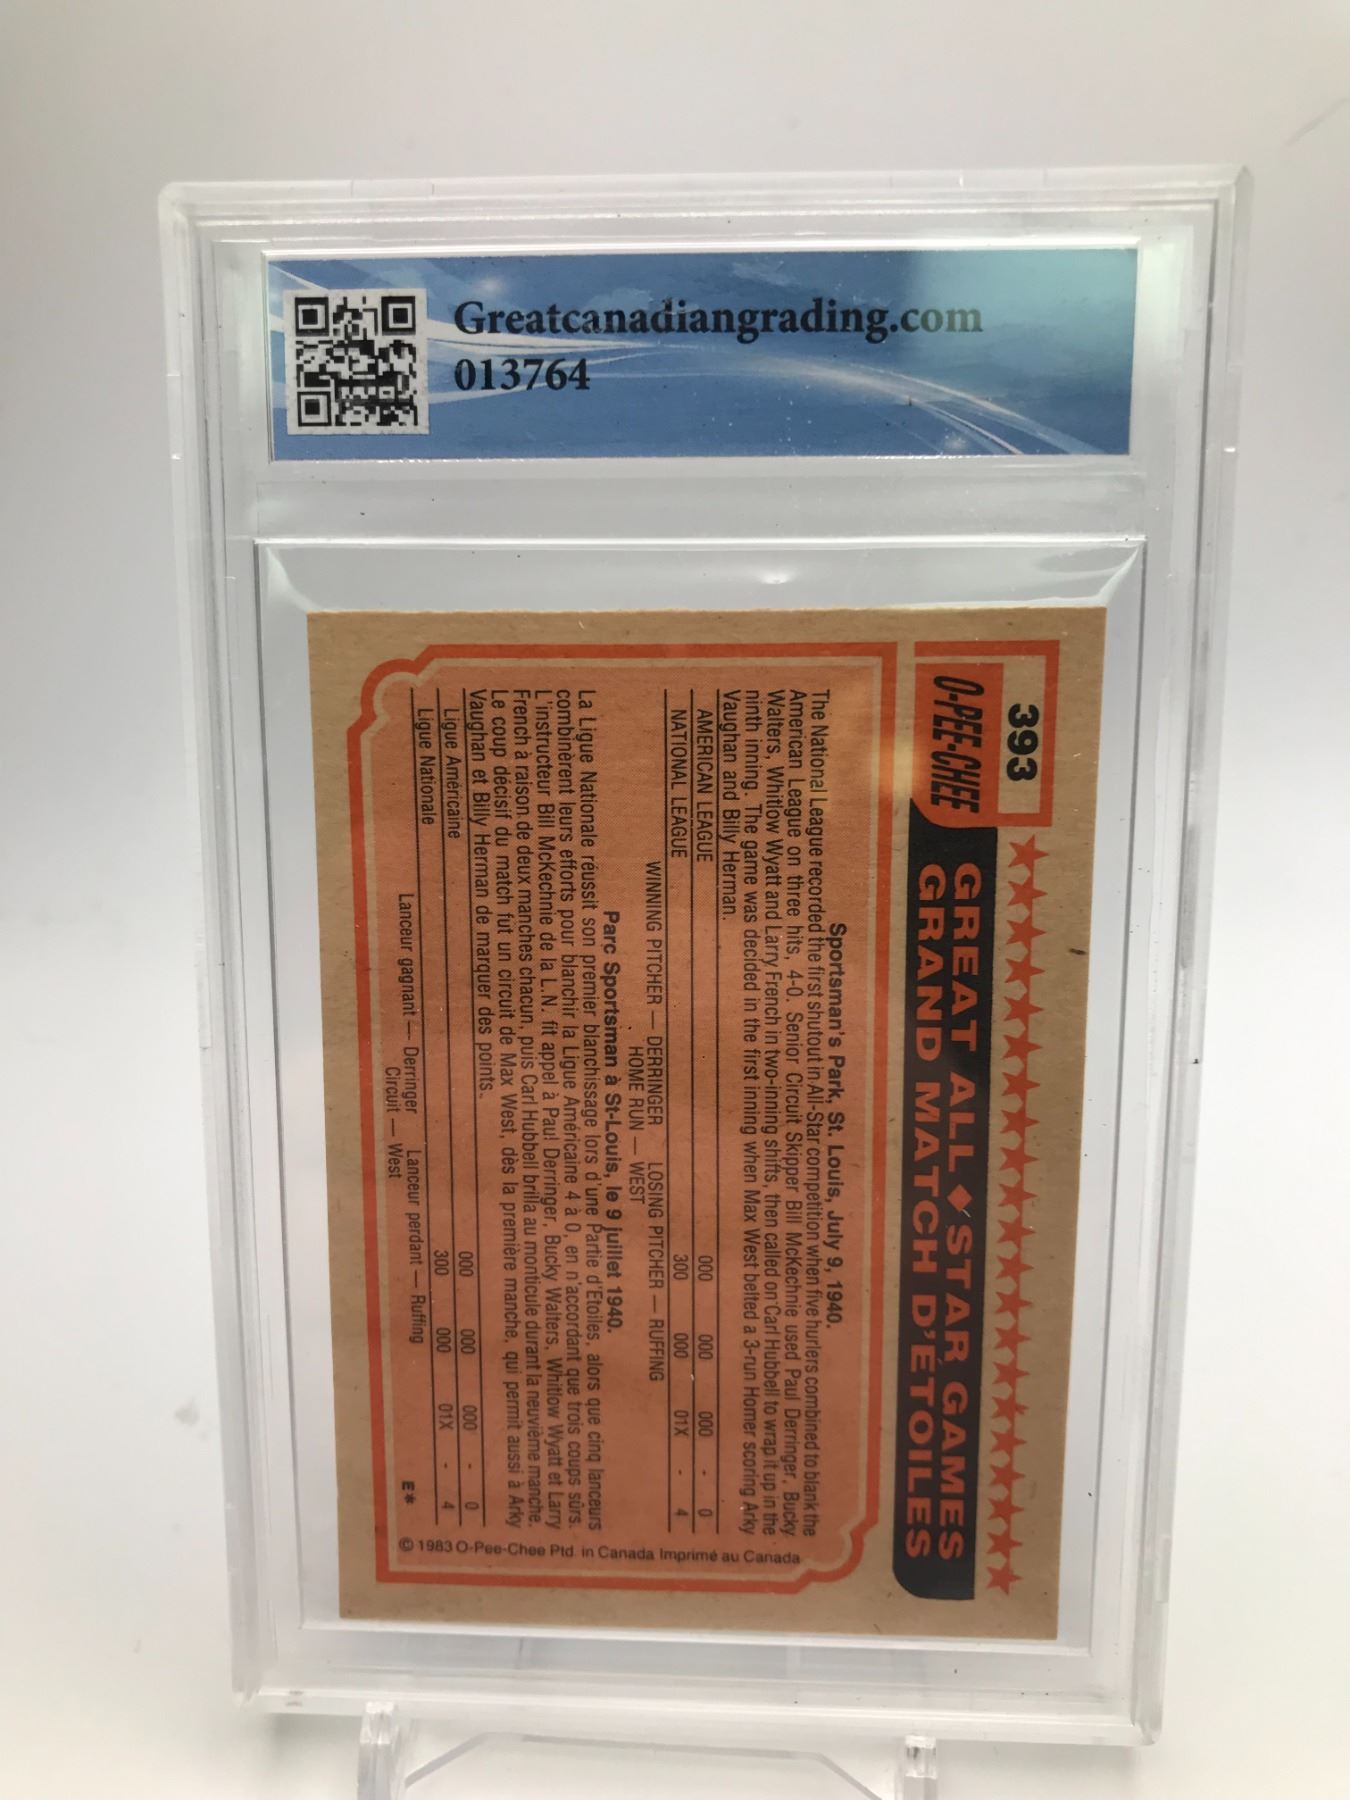 Greatcanadiangrading.com
013764
393
O-PEE-CHEE
GREAT ALL♦STAR GAMES
GRAND MATCH D'ÉTOILES
Sportsman's Park, St. Louis, July 9, 1940.
The National League recorded the first shutout in All-Star competition when five hurlers combined to blank the
American League on three hits, 4-0. Senior Circuit Skipper Bill McKechnie used Paul Derringer, Bucky
Walters, Whitlow Wyatt and Larry French in two-inning shifts, then called on Carl Hubbell to wrap it up in the
ninth inning. The game was decided in the first inning when Max West belted a 3-run Homer scoring Arky
Vaughan and Billy Herman.
AMERICAN LEAGUE 000 000 000 - 0
NATIONAL LEAGUE 300 000 01X - 4
WINNING PITCHER — DERRINGER LOSING PITCHER — RUFFING
HOME RUN — WEST
Parc Sportsman à St-Louis, le 9 juillet 1940.
La Ligue Nationale réussit son premier blanchissage lors d'une Partie d'Etoiles, alors que cinq lanceurs
combinèrent leurs efforts pour blanchir la Ligue Américaine 4 à 0, en n'accordant que trois coups sûrs.
L'instructeur Bill McKechnie de la L.N. fit appel à Paul Derringer, Bucky Walters, Whitlow Wyatt et Larry
French à raison de deux manches chacun, puis Carl Hubbell brilla au monticule durant la neuvième manche.
Le coup décisif du match fut un circuit de Max West, dès la première manche, qui permit aussi à Arky
Vaughan et Billy Herman de marquer des points.
Ligue Américaine 000 000 000 - 0
Ligue Nationale 300 000 01X - 4
Lanceur gagnant — Derringer Lanceur perdant — Ruffing
Circuit — West
E*
© 1983 O-Pee-Chee Ptd. in Canada Imprimé au Canada